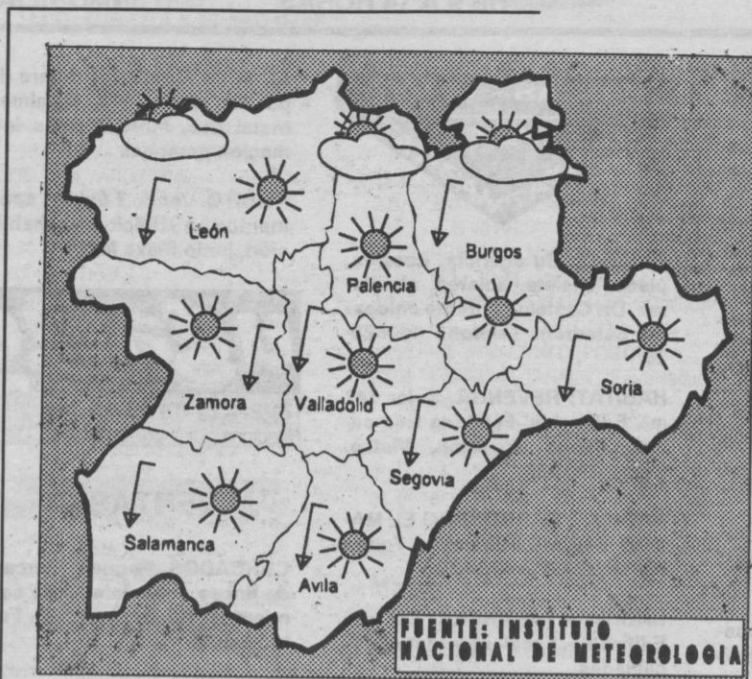 León
Burgos
Palencia
Zamora
Valladolid
Soria
Segovia
Salamanca
Avila
FUENTE: INSTITUTO
NACIONAL DE METEOROLOGIA